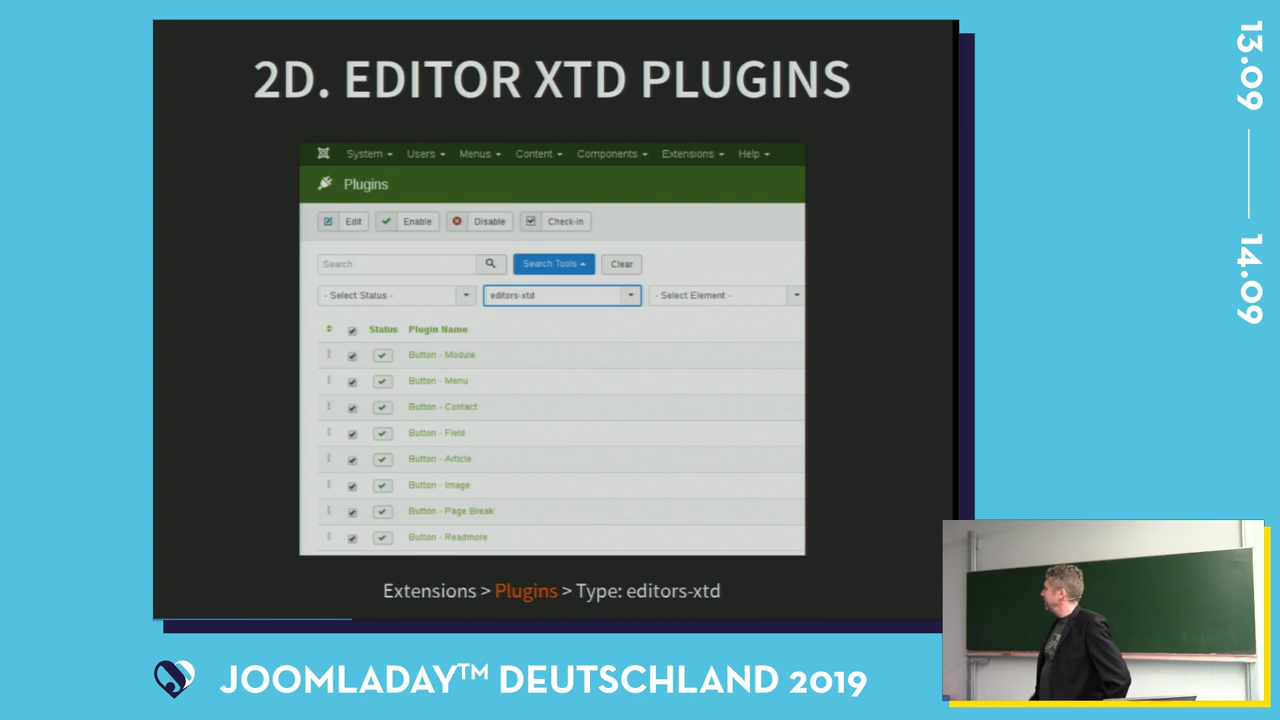 2D. EDITOR XTD PLUGINS
System Users Menus Content Components Extensions Help
Plugins
Edit Enable Disable Check-in
Search Search Tools Clear
- Select Status - editors-xtd - Select Element -
Status Plugin Name
Button - Module
Button - Menu
Button - Contact
Button - Field
Button - Article
Button - Image
Button - Page Break
Button - Readmore
Extensions > Plugins > Type: editors-xtd
JOOMLADAY™ DEUTSCHLAND 2019
13.09
14.09